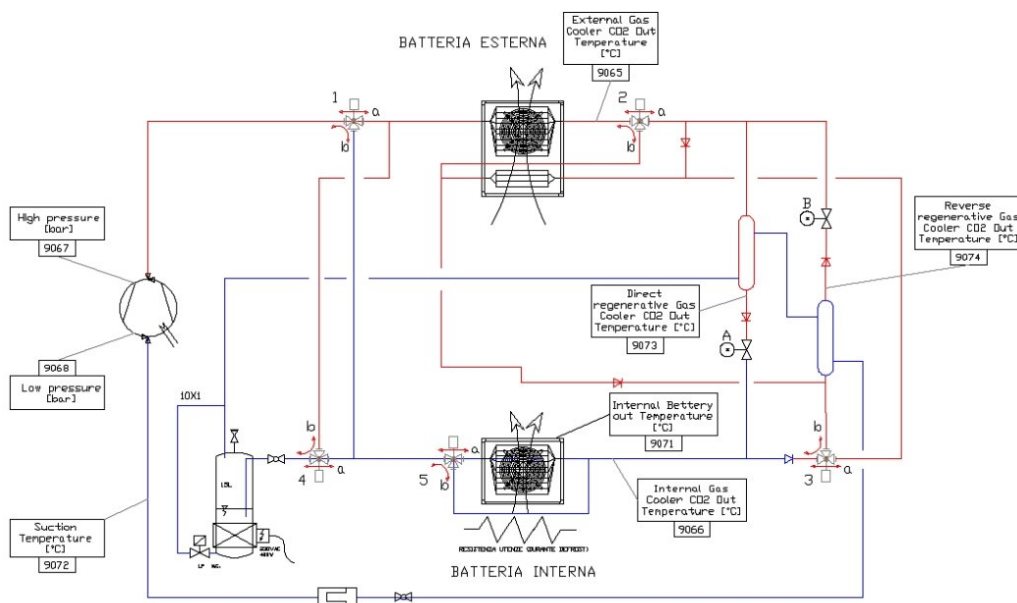 BATTERIA ESTERNA
External Gas
Cooler CO2 Out
Temperature
[°C]
9065
1
a
b
2
a
b
High pressure
[bar]
9067
B
Reverse
regenerative Gas
Cooler CO2 Out
Temperature [°C]
9074
Direct
regenerative Gas
Cooler CO2 Out
Temperature [°C]
9073
A
9068
Low pressure
[bar]
10X1
Internal Bettery
out Temperature
[°C]
9071
b
a
4
a
b
5
b
a
3
Internal Gas
Cooler CO2 Out
Temperature [°C]
9066
Suction
Temperature
[°C]
9072
BATTERIA INTERNA